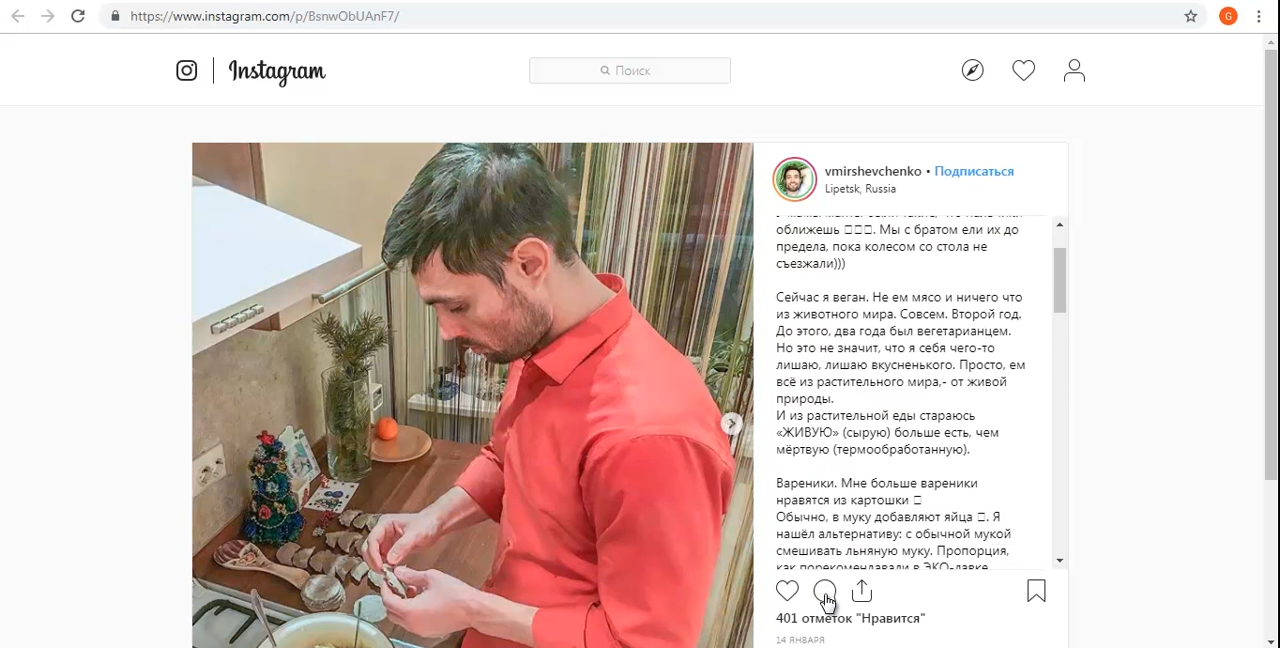 https://www.instagram.com/p/BsnwObUAnF7/
G
Instagram
Поиск
vmirshevchenko • Подписаться
Lipetsk, Russia
оближешь. Мы с братом ели их до
предела, пока колесом со стола не
съезжали)))
Сейчас я веган. Не ем мясо и ничего что
из животного мира. Совсем. Второй год.
До этого, два года был вегетарианцем.
Но это не значит, что я себя чего-то
лишаю, лишаю вкусненького. Просто, ем
всё из растительного мира,- от живой
природы.
И из растительной еды стараюсь
«ЖИВУЮ» (сырую) больше есть, чем
мёртвую (термообработанную).
Вареники. Мне больше вареники
нравятся из картошки
Обычно, в муку добавляют яйца. Я
нашёл альтернативу: с обычной мукой
смешивать льняную муку. Пропорция,
как порекомендавали в ЭКО-лавке
401 отметок "Нравится"
14 ЯНВАРЯ